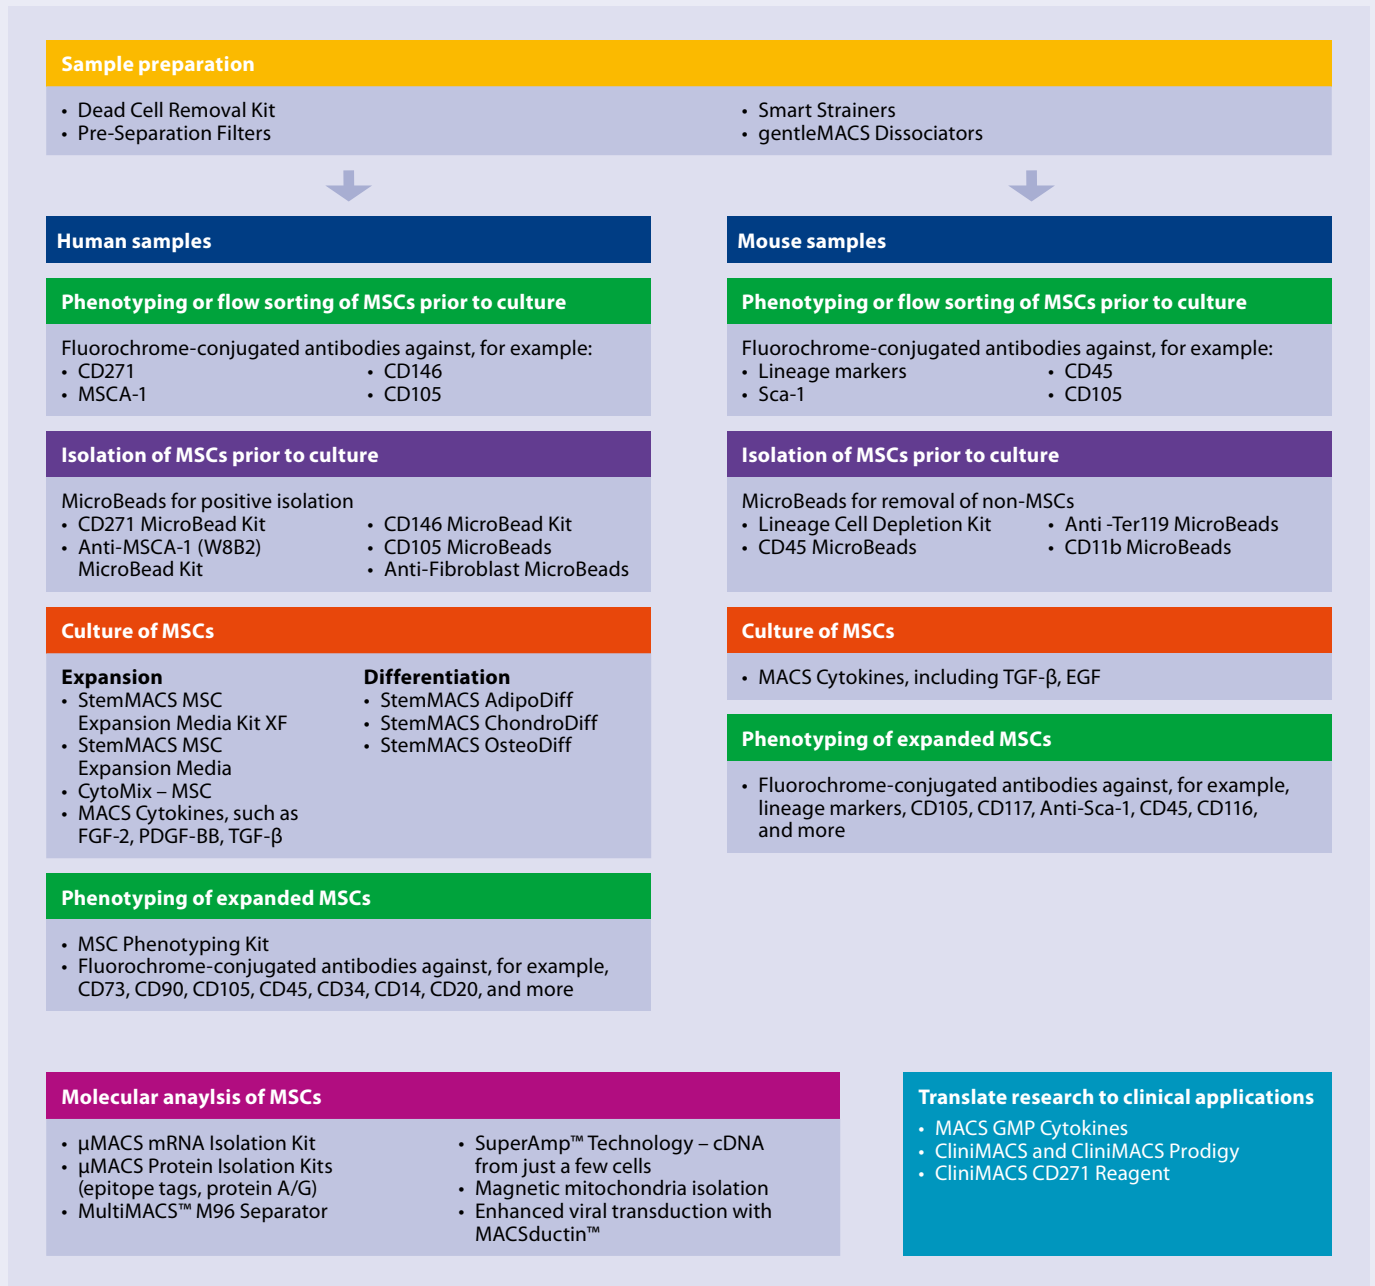 Sample preparation
• Dead Cell Removal Kit
• Pre-Separation Filters
• Smart Strainers
• gentleMACS Dissociators
Human samples
Phenotyping or flow sorting of MSCs prior to culture
Fluorochrome-conjugated antibodies against, for example:
• CD271
• MSCA-1
• CD146
• CD105
Isolation of MSCs prior to culture
MicroBeads for positive isolation
• CD271 MicroBead Kit
• Anti-MSCA-1 (W8B2)
MicroBead Kit
• CD146 MicroBead Kit
• CD105 MicroBeads
• Anti-Fibroblast MicroBeads
Culture of MSCs
Expansion
• StemMACS MSC
Expansion Media Kit XF
• StemMACS MSC
Expansion Media
• CytoMix – MSC
• MACS Cytokines, such as
FGF-2, PDGF-BB, TGF-β
Differentiation
• StemMACS AdipoDiff
• StemMACS ChondroDiff
• StemMACS OsteoDiff
Phenotyping of expanded MSCs
• MSC Phenotyping Kit
• Fluorochrome-conjugated antibodies against, for example,
CD73, CD90, CD105, CD45, CD34, CD14, CD20, and more
Mouse samples
Phenotyping or flow sorting of MSCs prior to culture
Fluorochrome-conjugated antibodies against, for example:
• Lineage markers
• Sca-1
• CD45
• CD105
Isolation of MSCs prior to culture
MicroBeads for removal of non-MSCs
• Lineage Cell Depletion Kit
• CD45 MicroBeads
• Anti -Ter119 MicroBeads
• CD11b MicroBeads
Culture of MSCs
• MACS Cytokines, including TGF-β, EGF
Phenotyping of expanded MSCs
• Fluorochrome-conjugated antibodies against, for example,
lineage markers, CD105, CD117, Anti-Sca-1, CD45, CD116,
and more
Molecular anaylsis of MSCs
• µMACS mRNA Isolation Kit
• µMACS Protein Isolation Kits
(epitope tags, protein A/G)
• MultiMACS™ M96 Separator
• SuperAmp™ Technology – cDNA
from just a few cells
• Magnetic mitochondria isolation
• Enhanced viral transduction with
MACSductin™
Translate research to clinical applications
• MACS GMP Cytokines
• CliniMACS and CliniMACS Prodigy
• CliniMACS CD271 Reagent